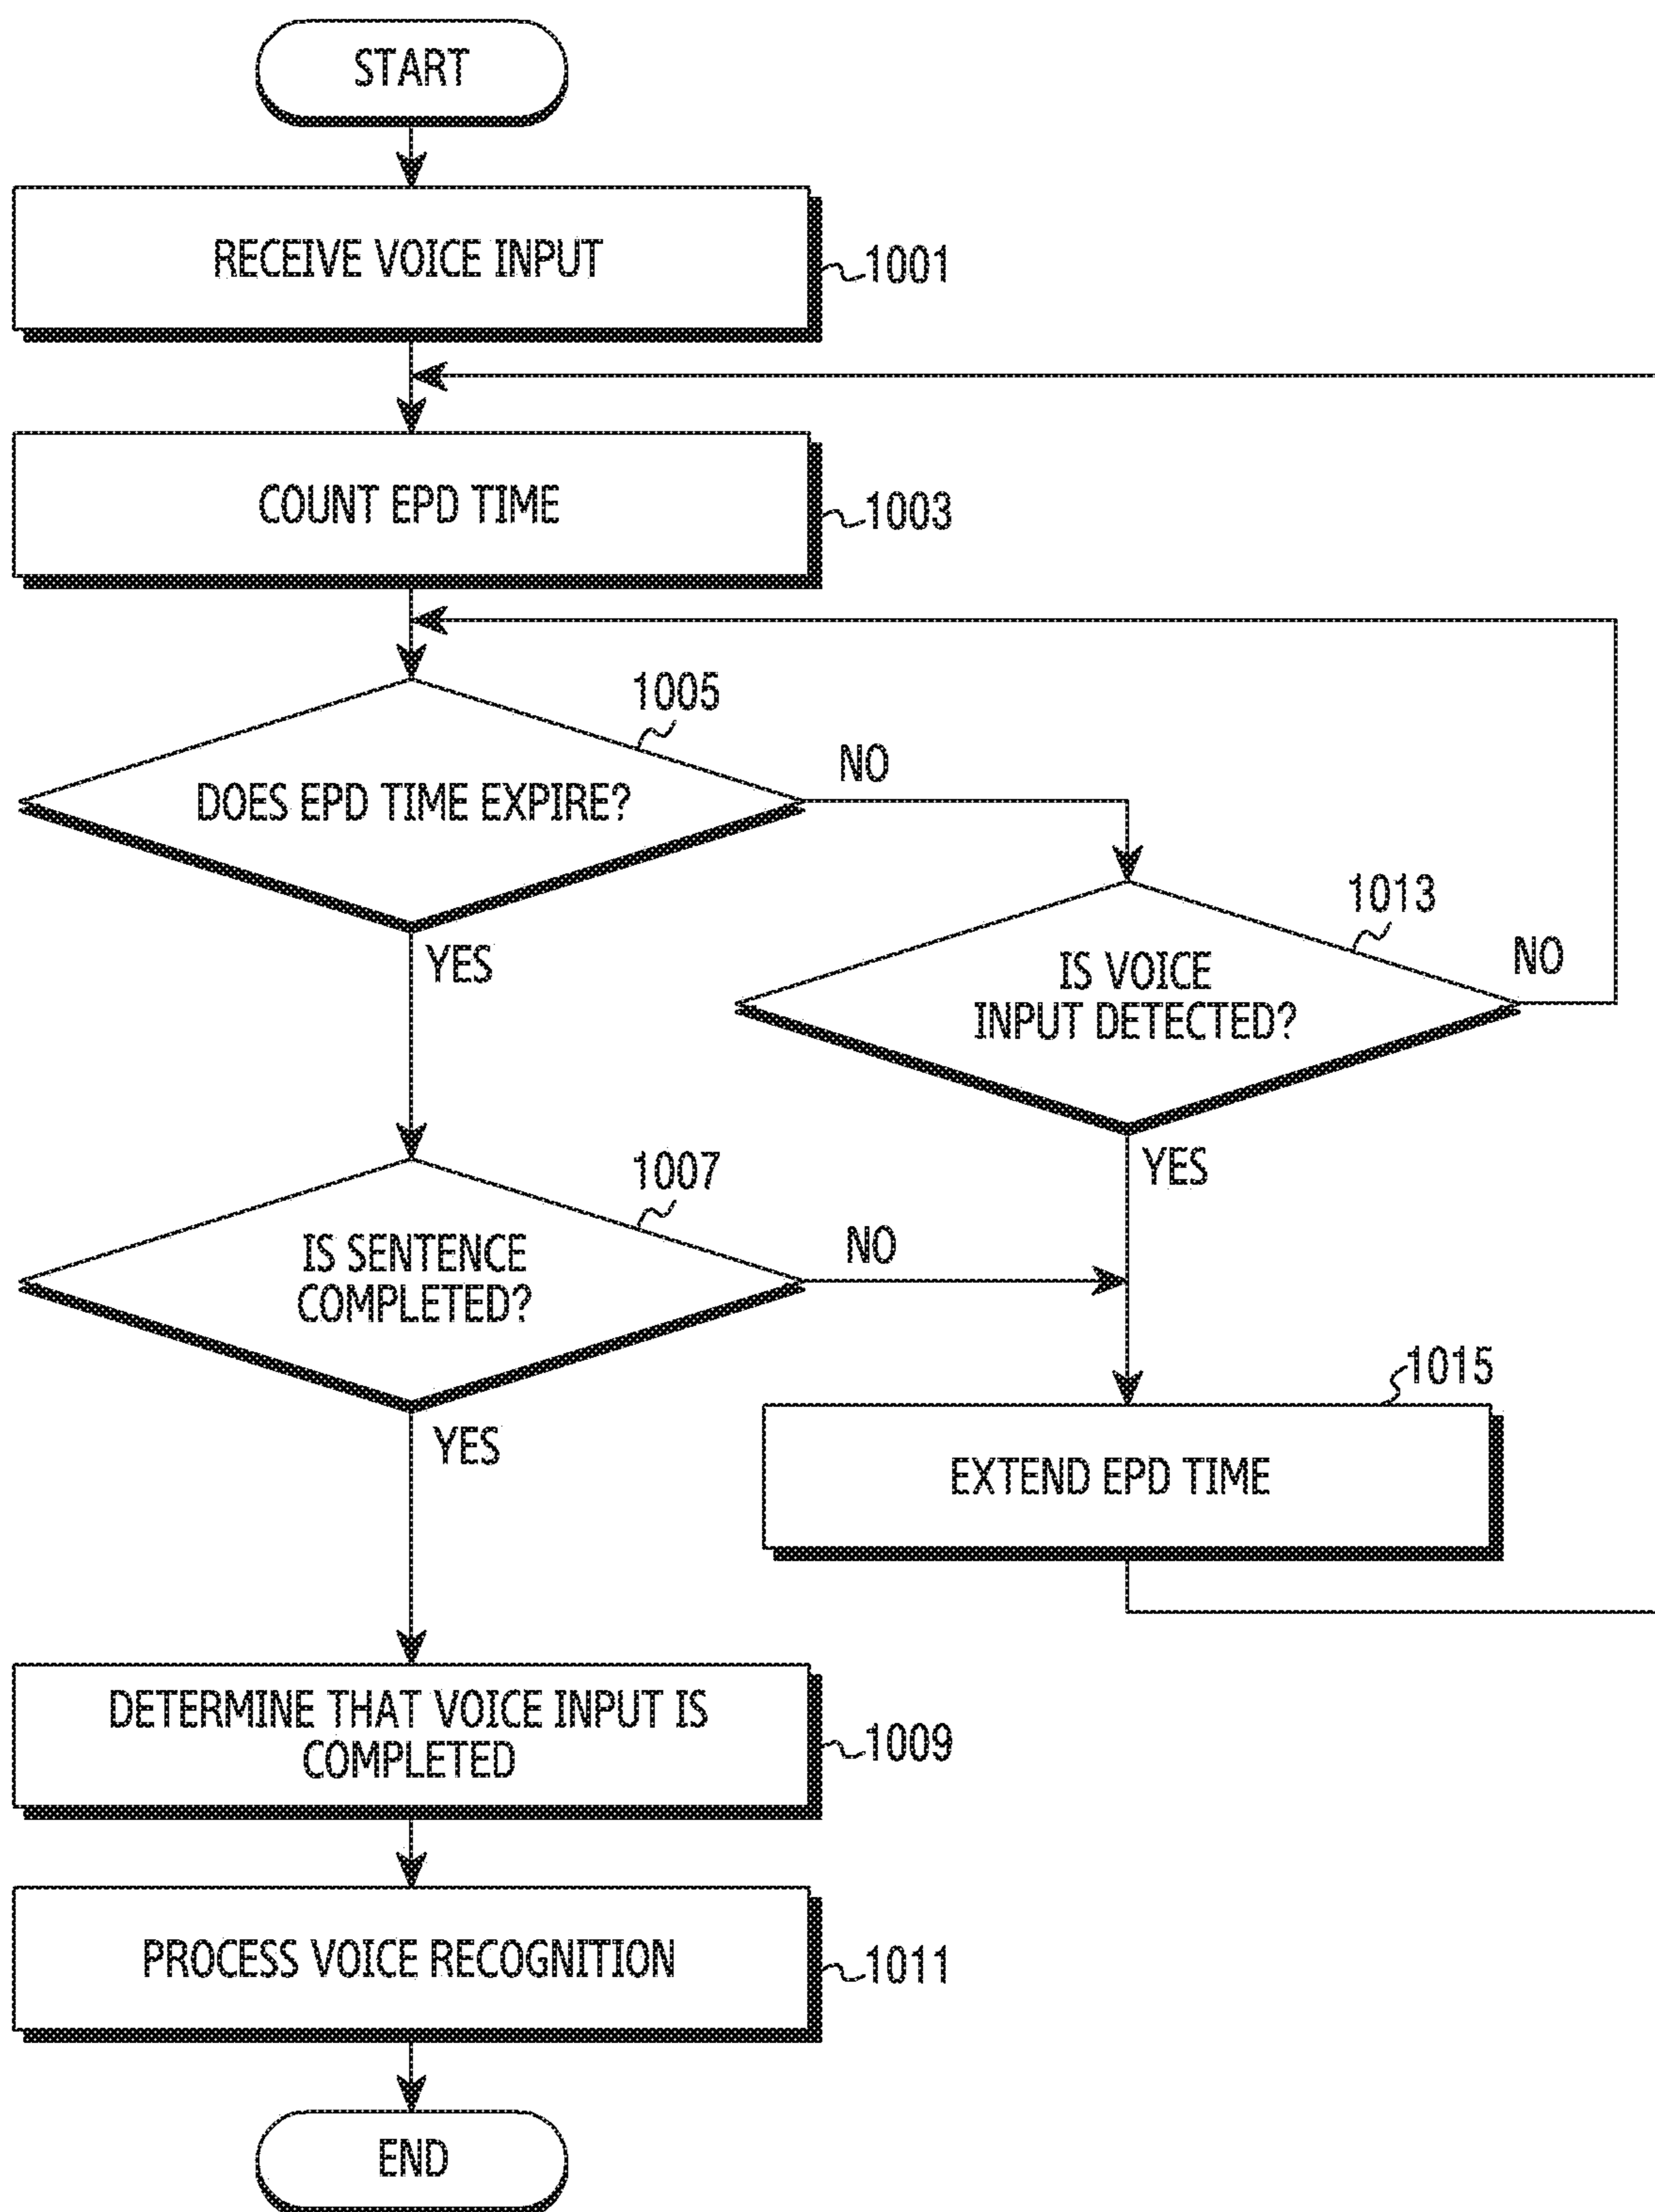 START
RECEIVE VOICE INPUT
1001
COUNT EPD TIME
1003
1005
DOES EPD TIME EXPIRE?
NO
YES
1013
IS VOICE
INPUT DETECTED?
NO
YES
1007
IS SENTENCE
COMPLETED?
NO
YES
1015
EXTEND EPD TIME
DETERMINE THAT VOICE INPUT IS
COMPLETED
1009
PROCESS VOICE RECOGNITION
1011
END